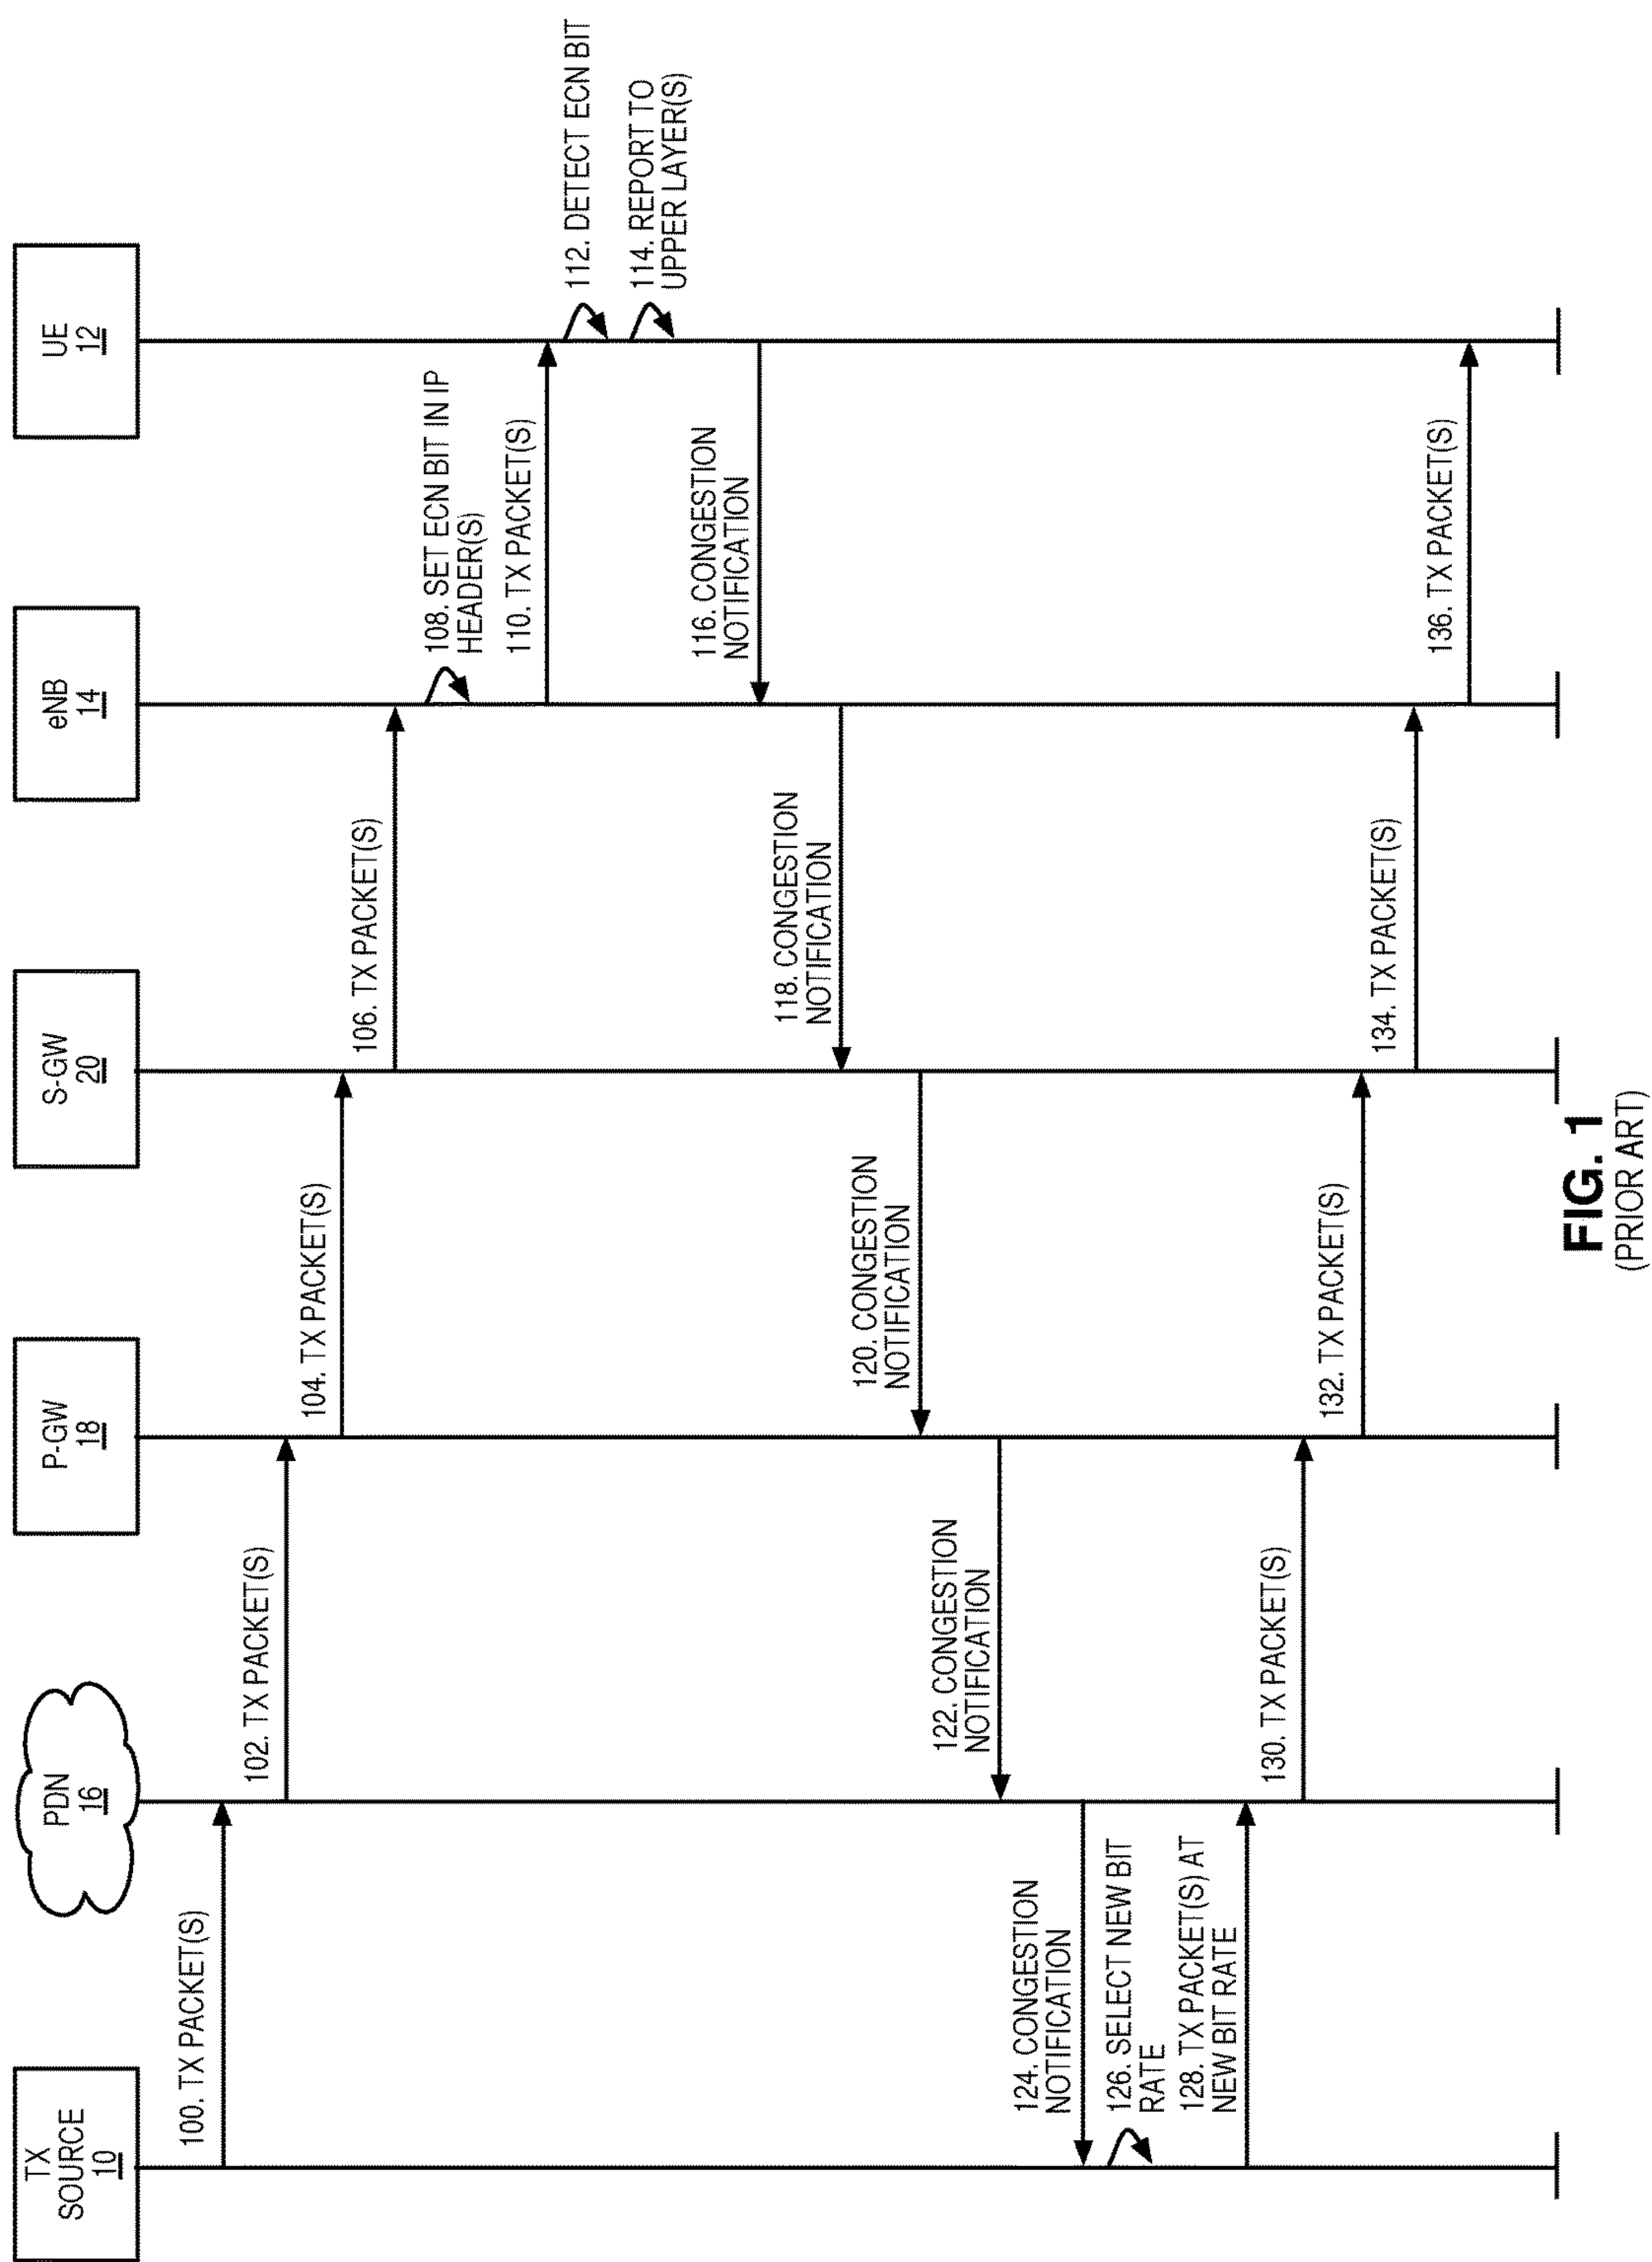 TX
SOURCE
10
PDN
16
P-GW
18
S-GW
20
eNB
14
UE
12
100. TX PACKET(S)
102. TX PACKET(S)
104. TX PACKET(S)
106. TX PACKET(S)
108. SET ECN BIT IN IP
HEADER(S)
110. TX PACKET(S)
112. DETECT ECN BIT
114. REPORT TO
UPPER LAYER(S)
116. CONGESTION
NOTIFICATION
118. CONGESTION
NOTIFICATION
120. CONGESTION
NOTIFICATION
122. CONGESTION
NOTIFICATION
124. CONGESTION
NOTIFICATION
126. SELECT NEW BIT
RATE
128. TX PACKET(S) AT
NEW BIT RATE
130. TX PACKET(S)
132. TX PACKET(S)
134. TX PACKET(S)
136. TX PACKET(S)
FIG. 1
(PRIOR ART)